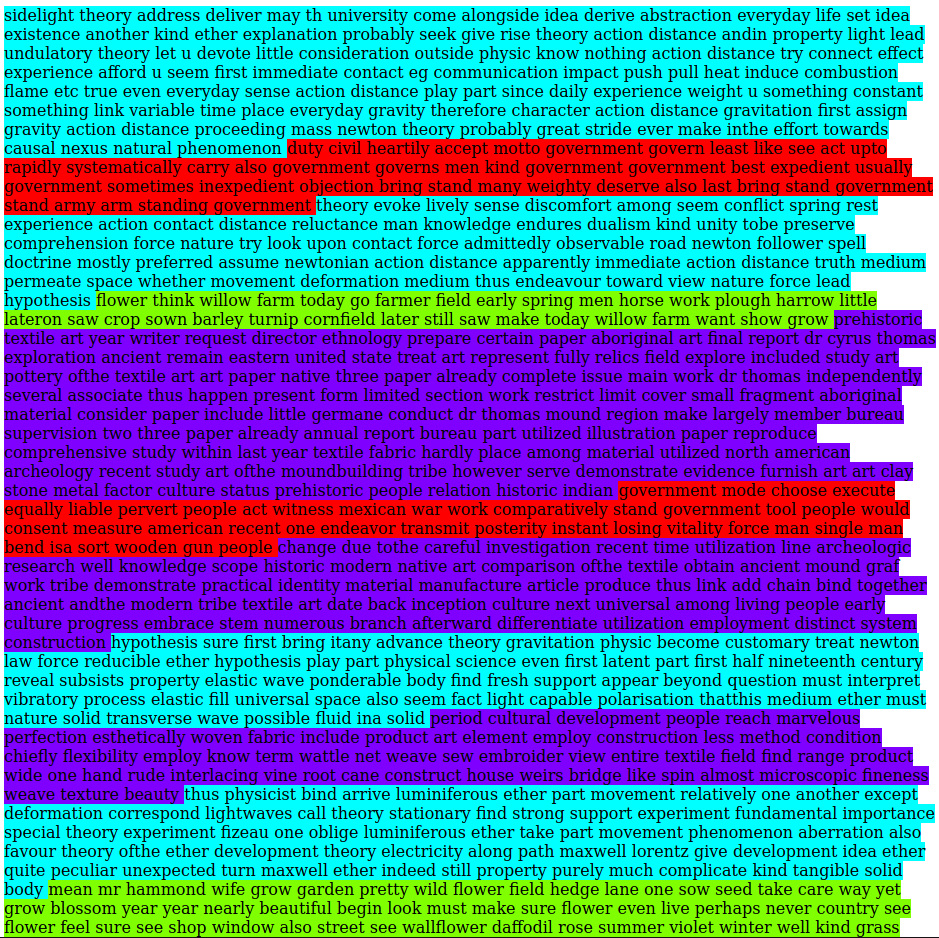 sidelight theory address deliver may th university come alongside idea derive abstraction everyday life set idea
existence another kind ether explanation probably seek give rise theory action distance andin property light lead
undulatory theory let u devote little consideration outside physic know nothing action distance try connect effect
experience afford u seem first immediate contact eg communication impact push pull heat induce combustion
flame etc true even everyday sense action distance play part since daily experience weight u something constant
something link variable time place everyday gravity therefore character action distance gravitation first assign
gravity action distance proceeding mass newton theory probably great stride ever make inthe effort towards
causal nexus natural phenomenon duty civil heartily accept motto government govern least like see act upto
rapidly systematically carry also government governs men kind government government best expedient usually
government sometimes inexpedient objection bring stand many weighty deserve also last bring stand government
stand army arm standing government theory evoke lively sense discomfort among seem conflict spring rest
experience action contact distance reluctance man knowledge endures dualism kind unity tobe preserve
comprehension force nature try look upon contact force admittedly observable road newton follower spell
doctrine mostly preferred assume newtonian action distance apparently immediate action distance truth medium
permeate space whether movement deformation medium thus endeavour toward view nature force lead
hypothesis flower think willow farm today go farmer field early spring men horse work plough harrow little
lateron saw crop sown barley turnip cornfield later still saw make today willow farm want show grow prehistoric
textile art year writer request director ethnology prepare certain paper aboriginal art final report dr cyrus thomas
exploration ancient remain eastern united state treat art represent fully relics field explore included study art
pottery ofthe textile art art paper native three paper already complete issue main work dr thomas independently
several associate thus happen present form limited section work restrict limit cover small fragment aboriginal
material consider paper include little germane conduct dr thomas mound region make largely member bureau
supervision two three paper already annual report bureau part utilized illustration paper reproduce
comprehensive study within last year textile fabric hardly place among material utilized north american
archeology recent study art ofthe moundbuilding tribe however serve demonstrate evidence furnish art art clay
stone metal factor culture status prehistoric people relation historic indian government mode choose execute
equally liable pervert people act witness mexican war work comparatively stand government tool people would
consent measure american recent one endeavor transmit posterity instant losing vitality force man single man
bend isa sort wooden gun people change due tothe careful investigation recent time utilization line archeologic
research well knowledge scope historic modern native art comparison ofthe textile obtain ancient mound graf
work tribe demonstrate practical identity material manufacture article produce thus link add chain bind together
ancient andthe modern tribe textile art date back inception culture next universal among living people early
culture progress embrace stem numerous branch afterward differentiate utilization employment distinct system
construction hypothesis sure first bring itany advance theory gravitation physic become customary treat newton
law force reducible ether hypothesis play part physical science even first latent part first half nineteenth century
reveal subsists property elastic wave ponderable body find fresh support appear beyond question must interpret
vibratory process elastic fill universal space also seem fact light capable polarisation thatthis medium ether must
nature solid transverse wave possible fluid ina solid period cultural development people reach marvelous
perfection esthetically woven fabric include product art element employ construction less method condition
chiefly flexibility employ know term wattle net weave sew embroider view entire textile field find range product
wide one hand rude interlacing vine root cane construct house weirs bridge like spin almost microscopic fineness
weave texture beauty thus physicist bind arrive luminiferous ether part movement relatively one another except
deformation correspond lightwaves call theory stationary find strong support experiment fundamental importance
special theory experiment fizeau one oblige luminiferous ether take part movement phenomenon aberration also
favour theory ofthe ether development theory electricity along path maxwell lorentz give development idea ether
quite peculiar unexpected turn maxwell ether indeed still property purely much complicate kind tangible solid
body mean mr hammond wife grow garden pretty wild flower field hedge lane one sow seed take care way yet
grow blossom year year nearly beautiful begin look must make sure flower even live perhaps never country see
flower feel sure see shop window also street see wallflower daffodil rose summer violet winter well kind grass